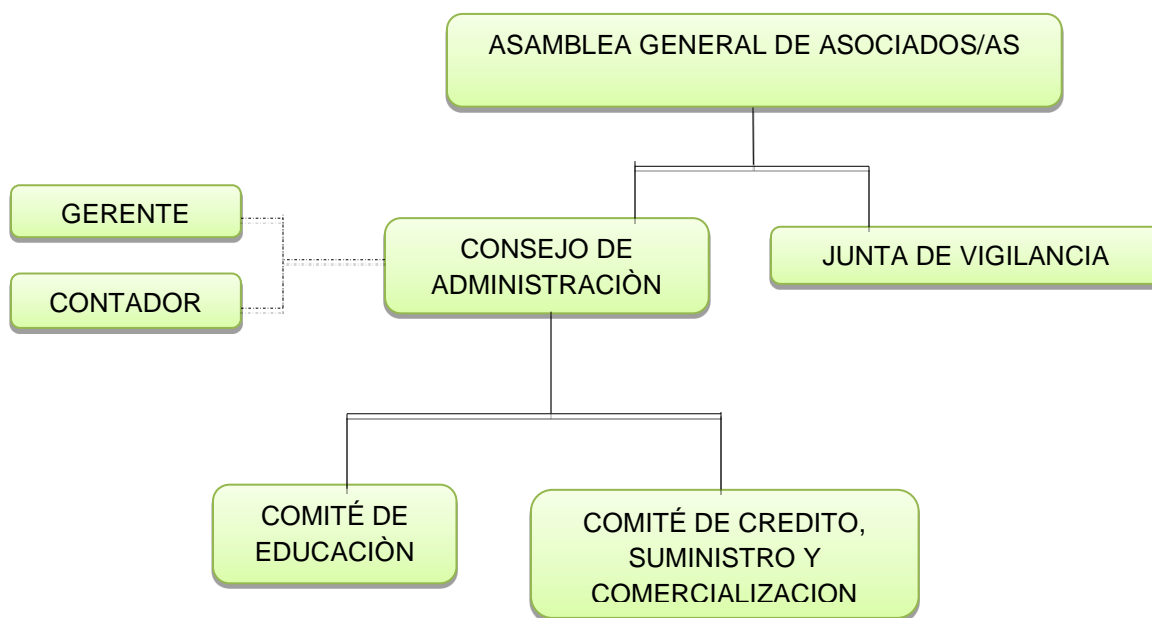 ASAMBLEA GENERAL DE ASOCIADOS/AS
GERENTE
CONTADOR
CONSEJO DE
ADMINISTRACIÒN
JUNTA DE VIGILANCIA
COMITÉ DE
EDUCACIÒN
COMITÉ DE CREDITO,
SUMINISTRO Y
COMERCIALIZACION